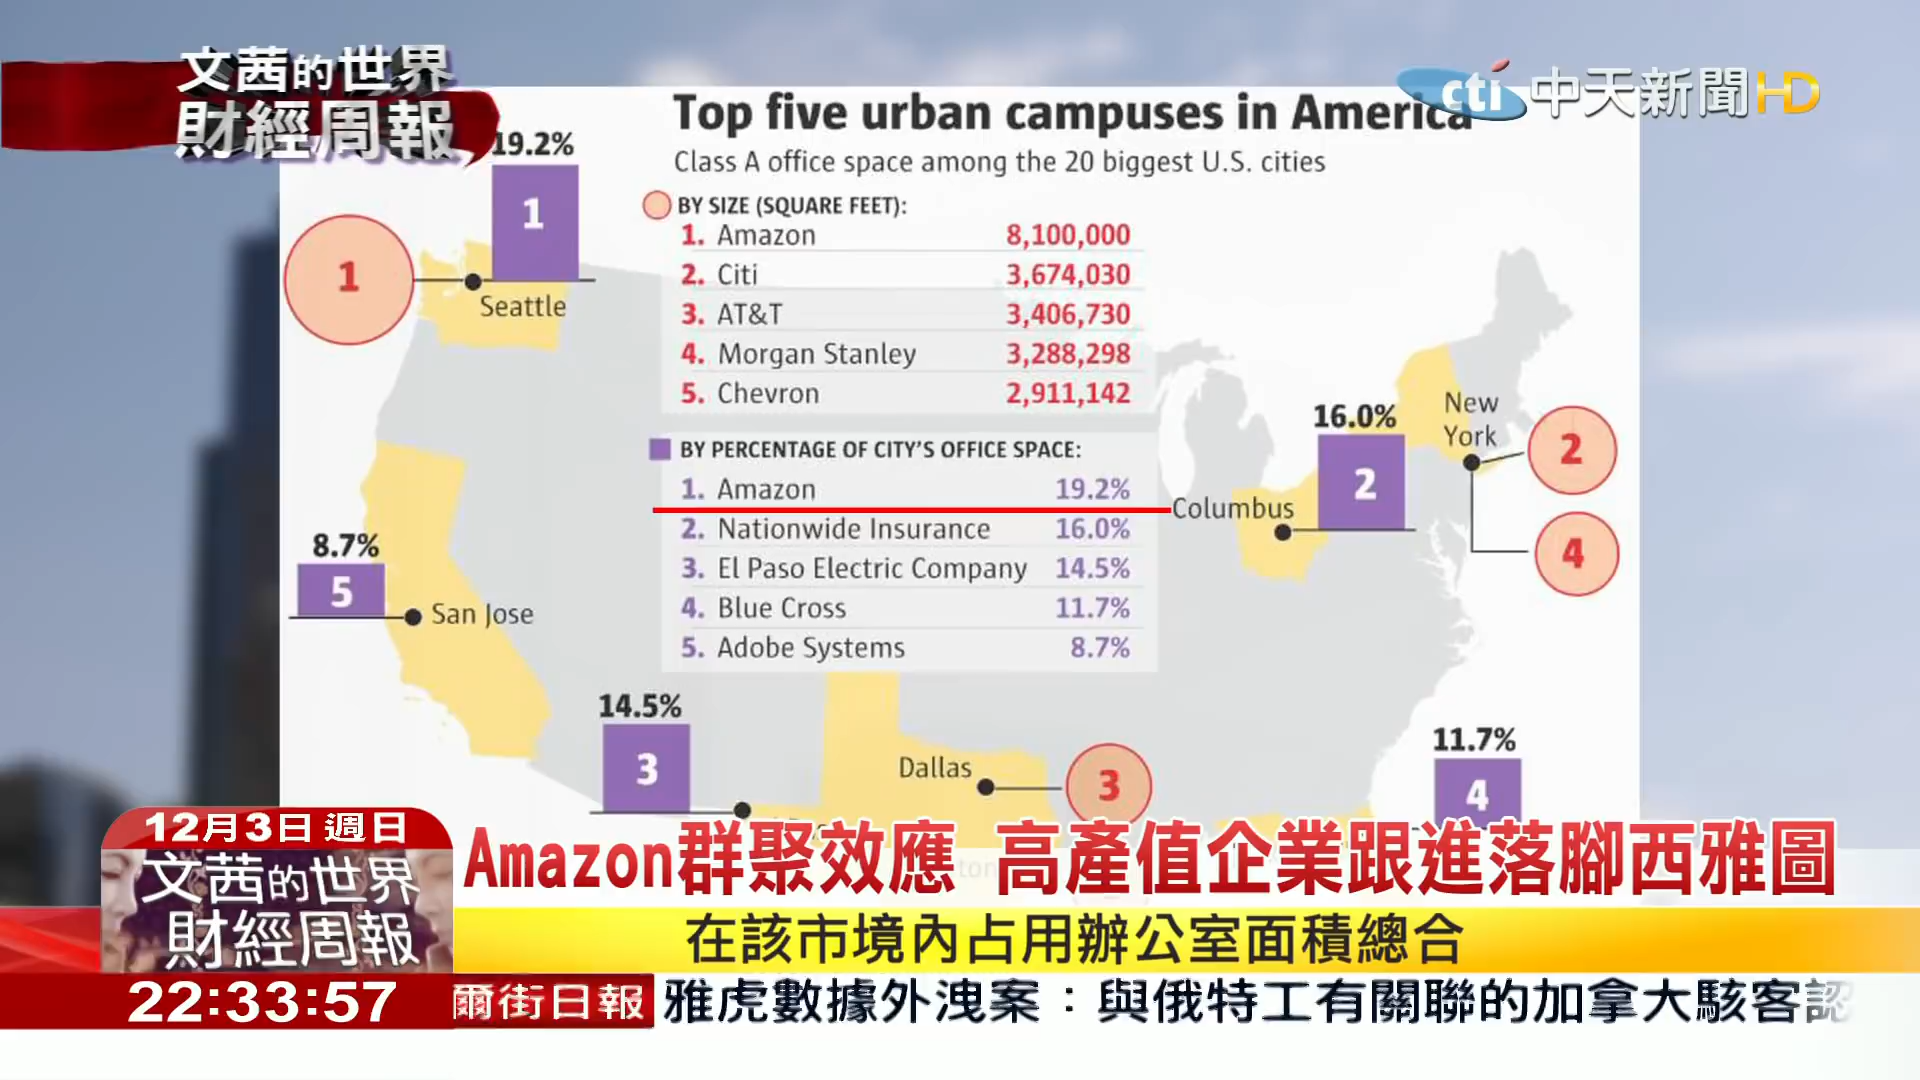 文茜的世界
財經周報
cti 中天新聞HD
Top five urban campuses in America
Class A office space among the 20 biggest U.S. cities
BY SIZE (SQUARE FEET):
1. Amazon 8,100,000
2. Citi 3,674,030
3. AT&T 3,406,730
4. Morgan Stanley 3,288,298
5. Chevron 2,911,142
BY PERCENTAGE OF CITY'S OFFICE SPACE:
1. Amazon 19.2%
2. Nationwide Insurance 16.0%
3. El Paso Electric Company 14.5%
4. Blue Cross 11.7%
5. Adobe Systems 8.7%
19.2%
1
1
Seattle
16.0%
2
Columbus
New
York
2
4
8.7%
5
San Jose
14.5%
3
Dallas
3
11.7%
4
12月3日 週日
文茜的世界
財經周報
Amazon群聚效應 高產值企業跟進落腳西雅圖
在該市境內占用辦公室面積總合
22:33:57
爾街日報 雅虎數據外洩案：與俄特工有關聯的加拿大駭客認